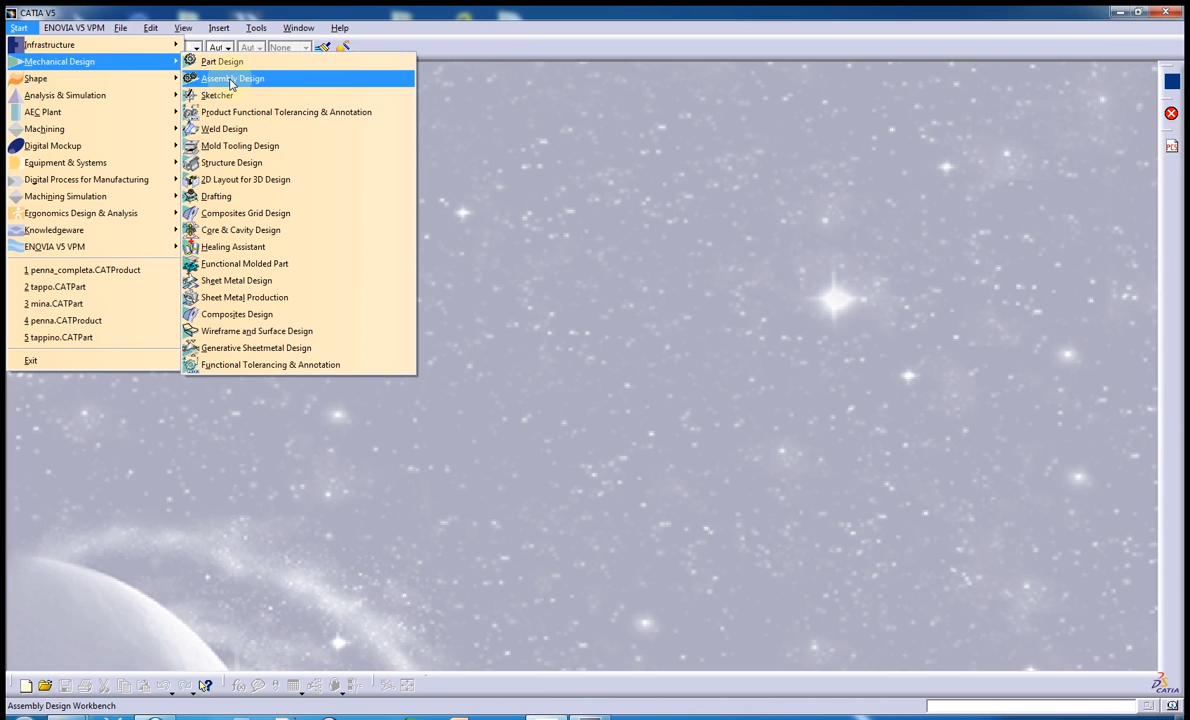 CATIA V5
Start ENOVIA V5 VPM File Edit View Insert Tools Window Help
Aut Aut None
Infrastructure
Mechanical Design
Shape
Analysis & Simulation
AEC Plant
Machining
Digital Mockup
Equipment & Systems
Digital Process for Manufacturing
Machining Simulation
Ergonomics Design & Analysis
Knowledgeware
ENOVIA V5 VPM
1 penna_completa.CATProduct
2 tappo.CATPart
3 mina.CATPart
4 penna.CATProduct
5 tappino.CATPart
Exit
Part Design
Assembly Design
Sketcher
Product Functional Tolerancing & Annotation
Weld Design
Mold Tooling Design
Structure Design
2D Layout for 3D Design
Drafting
Composites Grid Design
Core & Cavity Design
Healing Assistant
Functional Molded Part
Sheet Metal Design
Sheet Metal Production
Composites Design
Wireframe and Surface Design
Generative Sheetmetal Design
Functional Tolerancing & Annotation
PCS
f(x)
CATIA
Assembly Design Workbench